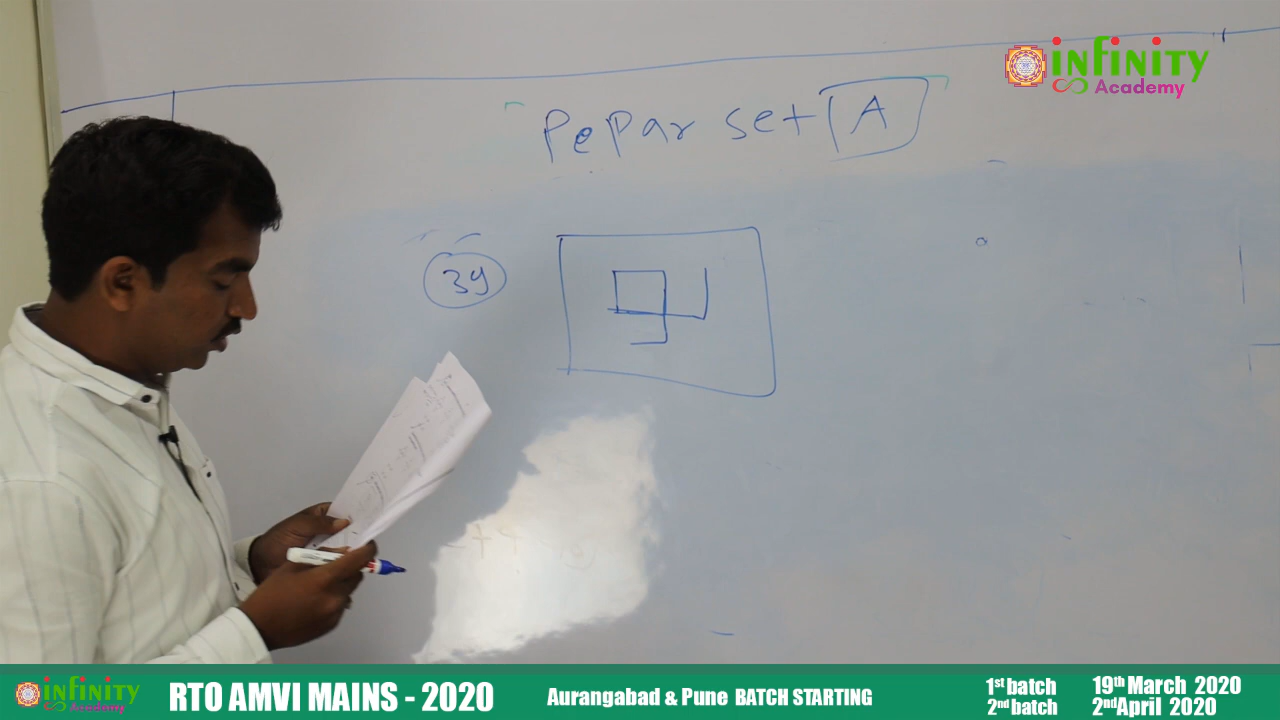 infinity
Academy
Pepar set A
39
infinity
Academy
RTO AMVI MAINS - 2020
Aurangabad & Pune BATCH STARTING
1st batch 19th March 2020
2nd batch 2nd April 2020